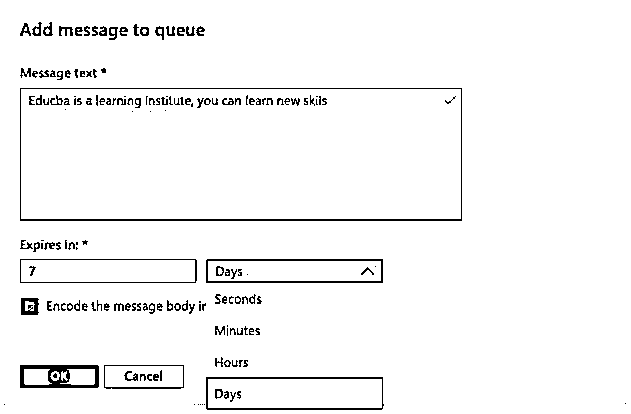 Add message to queue
Message text *
Educba is a learning Institute, you can learn new skils
Expires in: *
7
Days
Encode the message body in
Seconds
Minutes
Hours
Days
OK
Cancel